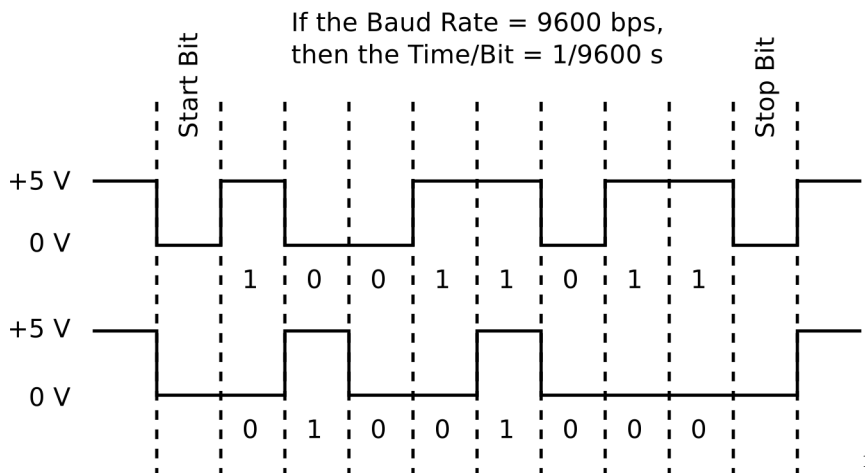 If the Baud Rate = 9600 bps,
then the Time/Bit = 1/9600 s
Start Bit
Stop Bit
+5 V
0 V
1 0 0 1 1 0 1 1
+5 V
0 V
0 1 0 0 1 0 0 0